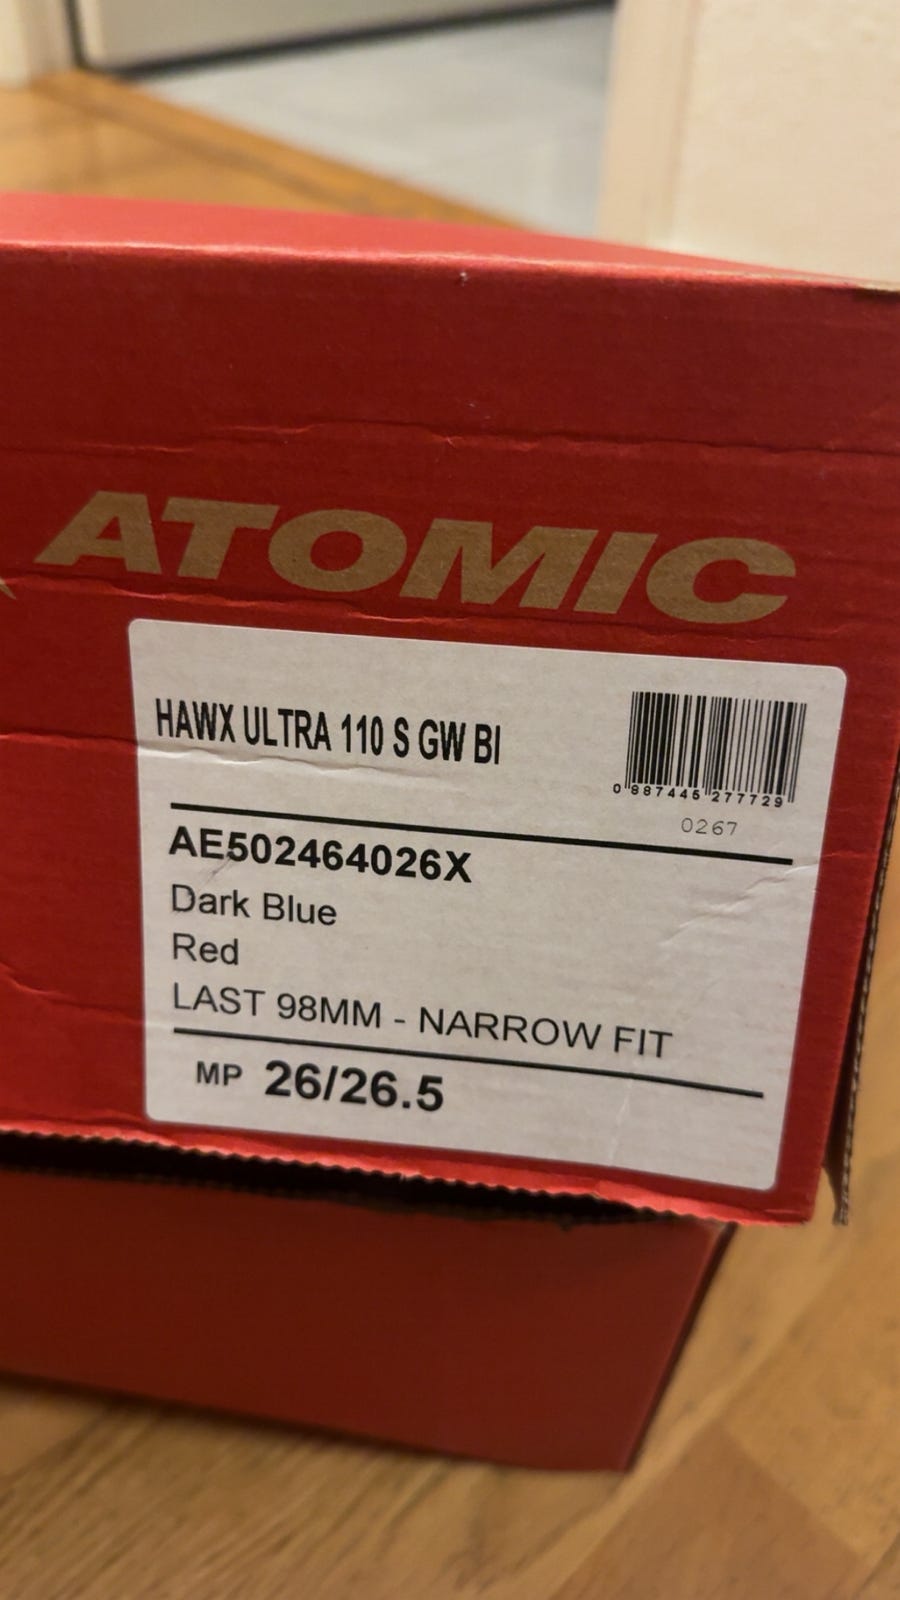 ATOMIC
HAWX ULTRA 110 S GW BI
0 887445 277729
0267
AE502464026X
Dark Blue
Red
LAST 98MM - NARROW FIT
MP 26/26.5